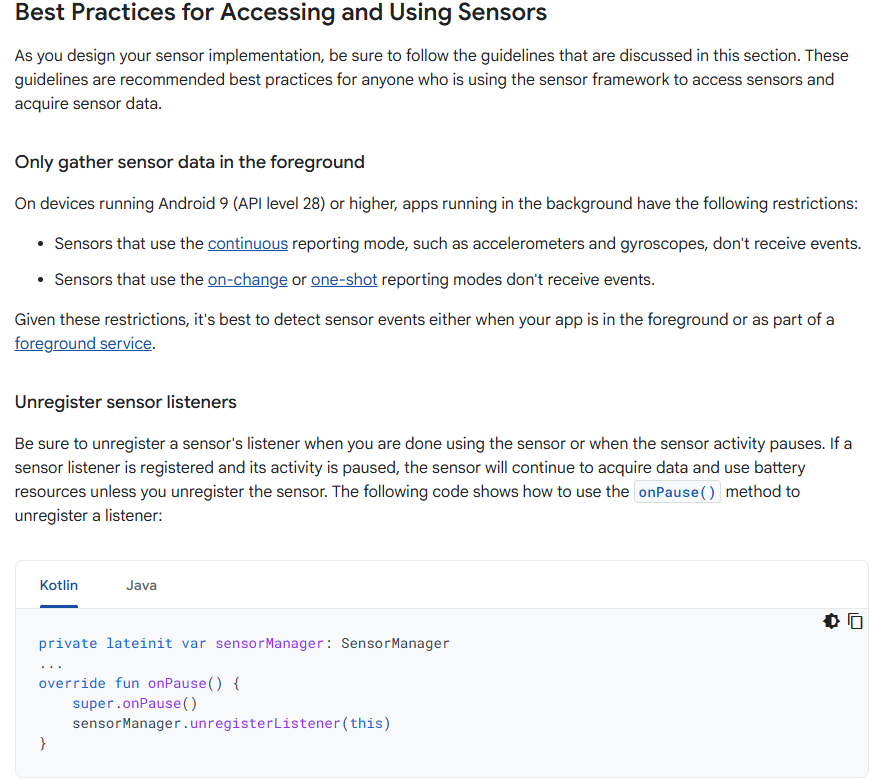 Best Practices for Accessing and Using Sensors
As you design your sensor implementation, be sure to follow the guidelines that are discussed in this section. These
guidelines are recommended best practices for anyone who is using the sensor framework to access sensors and
acquire sensor data.
Only gather sensor data in the foreground
On devices running Android 9 (API level 28) or higher, apps running in the background have the following restrictions:
• Sensors that use the continuous reporting mode, such as accelerometers and gyroscopes, don't receive events.
• Sensors that use the on-change or one-shot reporting modes don't receive events.
Given these restrictions, it's best to detect sensor events either when your app is in the foreground or as part of a
foreground service.
Unregister sensor listeners
Be sure to unregister a sensor's listener when you are done using the sensor or when the sensor activity pauses. If a
sensor listener is registered and its activity is paused, the sensor will continue to acquire data and use battery
resources unless you unregister the sensor. The following code shows how to use the onPause() method to
unregister a listener:
Kotlin Java
private lateinit var sensorManager: SensorManager
...
override fun onPause() {
    super.onPause()
    sensorManager.unregisterListener(this)
}